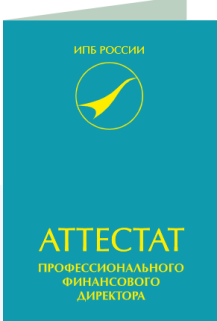 ИПБ РОССИИ
АТТЕСТАТ
ПРОФЕССИОНАЛЬНОГО
ФИНАНСОВОГО
ДИРЕКТОРА